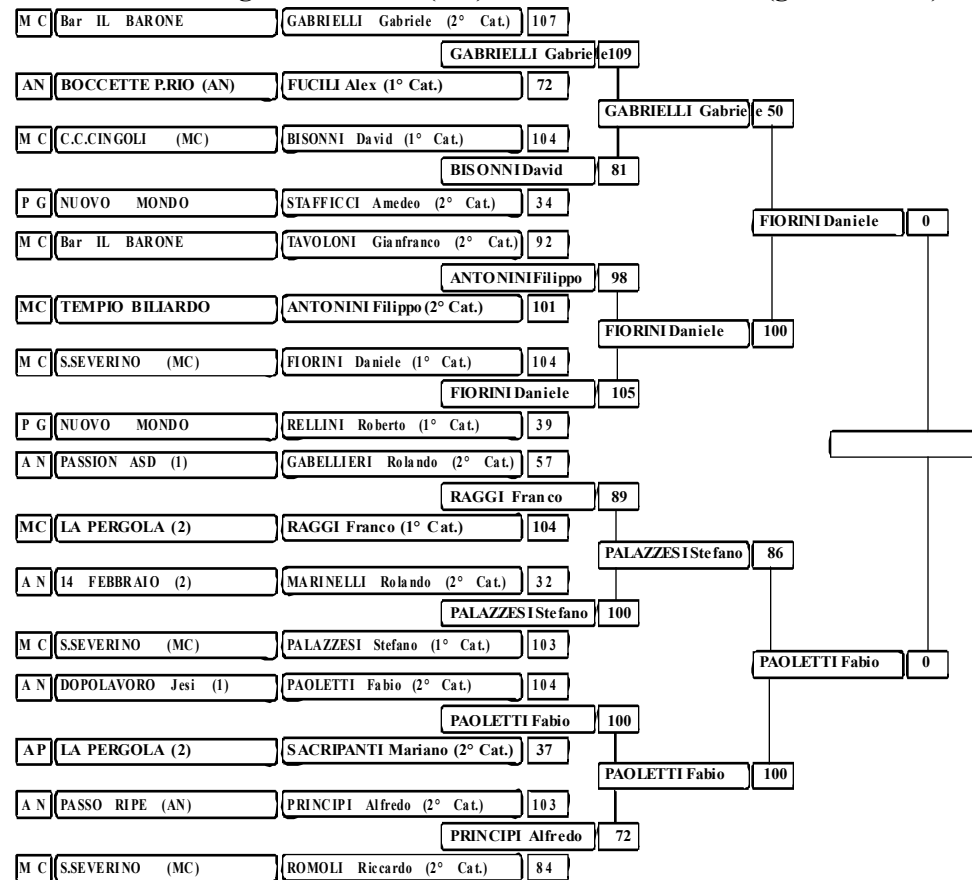 M C Bar IL BARONE GABRIELLI Gabriele (2° Cat.) 107
GABRIELLI Gabriele 109
AN BOCCETTE P.RIO (AN) FUCILI Alex (1° Cat.) 72
GABRIELLI Gabriele 50
M C C.C.CINGOLI (MC) BISONNI David (1° Cat.) 104
BISONNI David 81
P G NUOVO MONDO STAFFICCI Amedeo (2° Cat.) 34
FIORINI Daniele 0
M C Bar IL BARONE TAVOLONI Gianfranco (2° Cat.) 92
ANTONINI Filippo 98
MC TEMPIO BILIARDO ANTONINI Filippo (2° Cat.) 101
FIORINI Daniele 100
M C S.SEVERINO (MC) FIORINI Daniele (1° Cat.) 104
FIORINI Daniele 105
P G NUOVO MONDO RELLINI Roberto (1° Cat.) 39
A N PASSION ASD (1) GABELLIERI Rolando (2° Cat.) 57
RAGGI Franco 89
MC LA PERGOLA (2) RAGGI Franco (1° Cat.) 104
PALAZZESI Stefano 86
A N 14 FEBBRAIO (2) MARINELLI Rolando (2° Cat.) 32
PALAZZESI Stefano 100
M C S.SEVERINO (MC) PALAZZESI Stefano (1° Cat.) 103
PAOLETTI Fabio 0
A N DOPOLAVORO Jesi (1) PAOLETTI Fabio (2° Cat.) 104
PAOLETTI Fabio 100
AP LA PERGOLA (2) SACRIPANTI Mariano (2° Cat.) 37
PAOLETTI Fabio 100
A N PASSO RIPE (AN) PRINCIPI Alfredo (2° Cat.) 103
PRINCIPI Alfredo 72
M C S.SEVERINO (MC) ROMOLI Riccardo (2° Cat.) 84